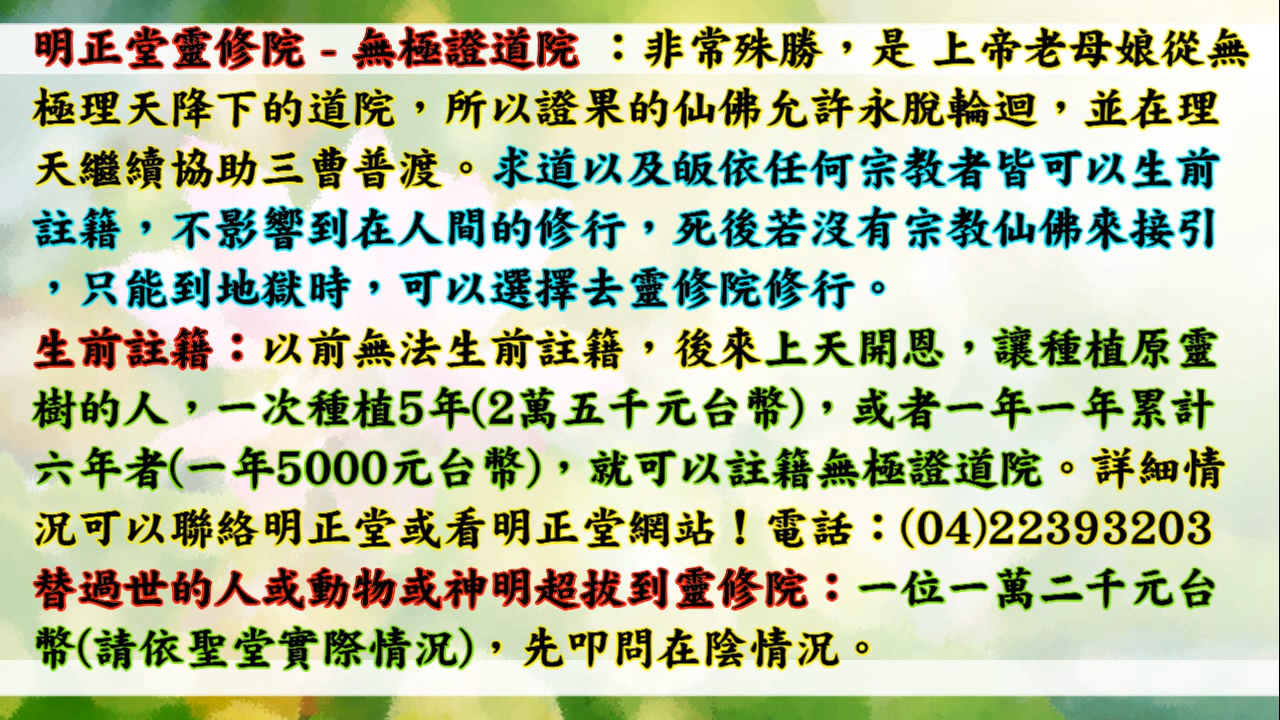 明正堂靈修院 - 無極證道院 ：非常殊勝，是 上帝老母娘從無
極理天降下的道院，所以證果的仙佛允許永脫輪迴，並在理
天繼續協助三曹普渡。求道以及皈依任何宗教者皆可以生前
註籍，不影響到在人間的修行，死後若沒有宗教仙佛來接引
，只能到地獄時，可以選擇去靈修院修行。
生前註籍：以前無法生前註籍，後來上天開恩，讓種植原靈
樹的人，一次種植5年(2萬五千元台幣)，或者一年一年累計
六年者(一年5000元台幣)，就可以註籍無極證道院。詳細情
況可以聯絡明正堂或看明正堂網站！電話：(04)22393203
替過世的人或動物或神明超拔到靈修院：一位一萬二千元台
幣(請依聖堂實際情況)，先叩問在陰情況。